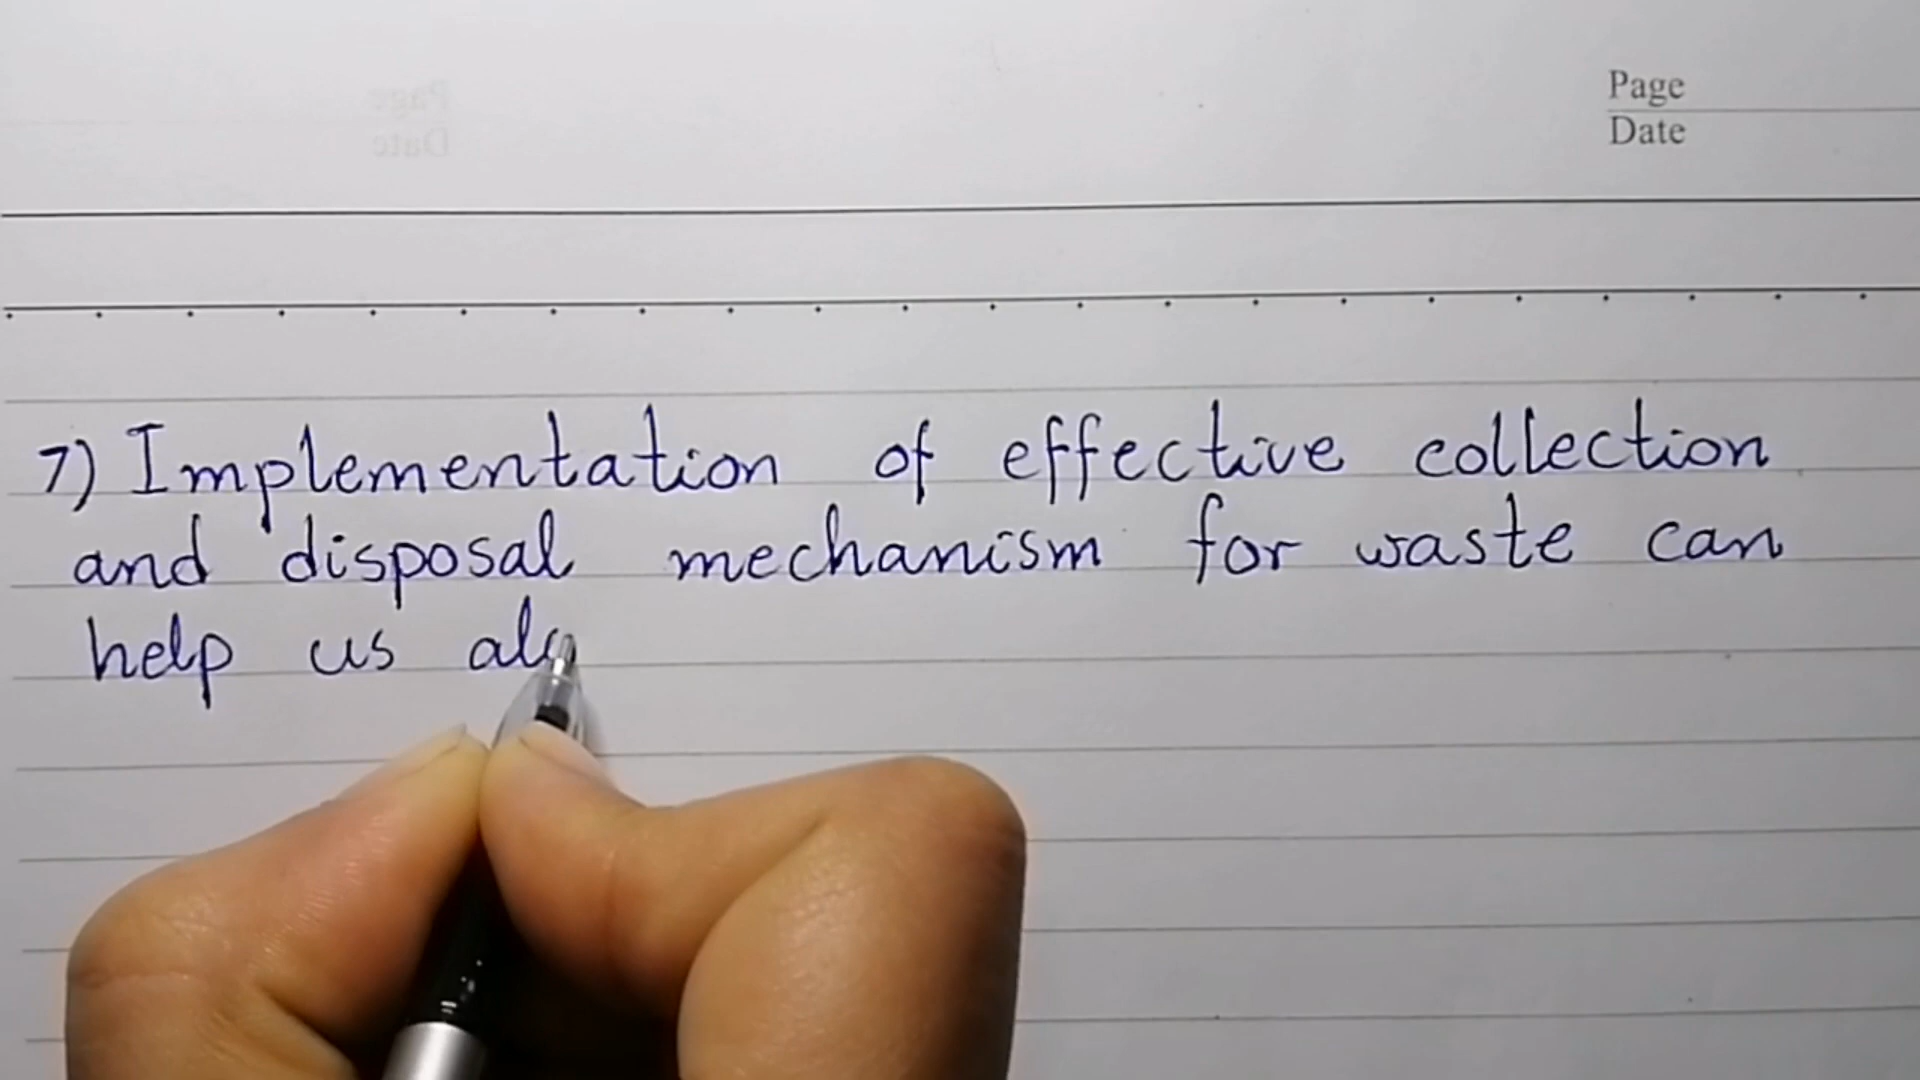 Page
Date
7) Implementation of effective collection
and disposal mechanism for waste can
help us